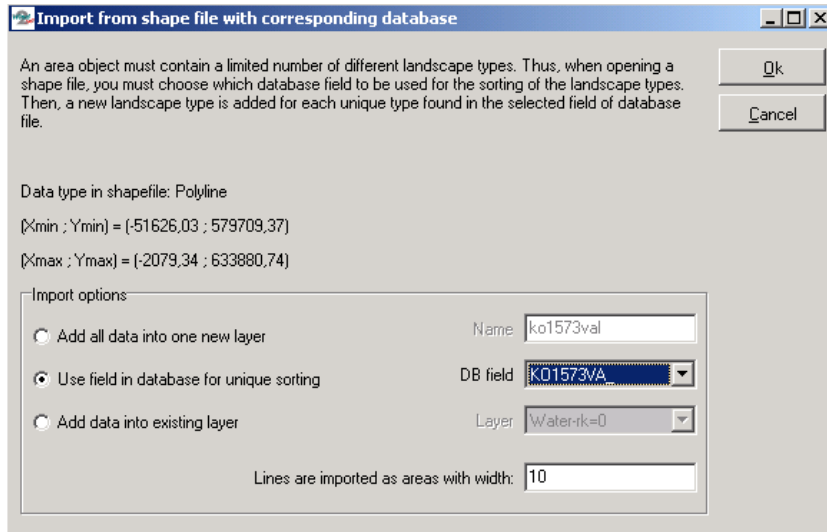 Import from shape file with corresponding database
An area object must contain a limited number of different landscape types. Thus, when opening a
shape file, you must choose which database field to be used for the sorting of the landscape types.
Then, a new landscape type is added for each unique type found in the selected field of database
file.
Ok
Cancel
Data type in shapefile: Polyline
(Xmin ; Ymin) = (-51626,03 ; 579709,37)
(Xmax ; Ymax) = (-2079,34 ; 633880,74)
Import options
Add all data into one new layer
Name ko1573val
Use field in database for unique sorting
DB field KO1573VA_
Add data into existing layer
Layer Water-rk=0
Lines are imported as areas with width: 10